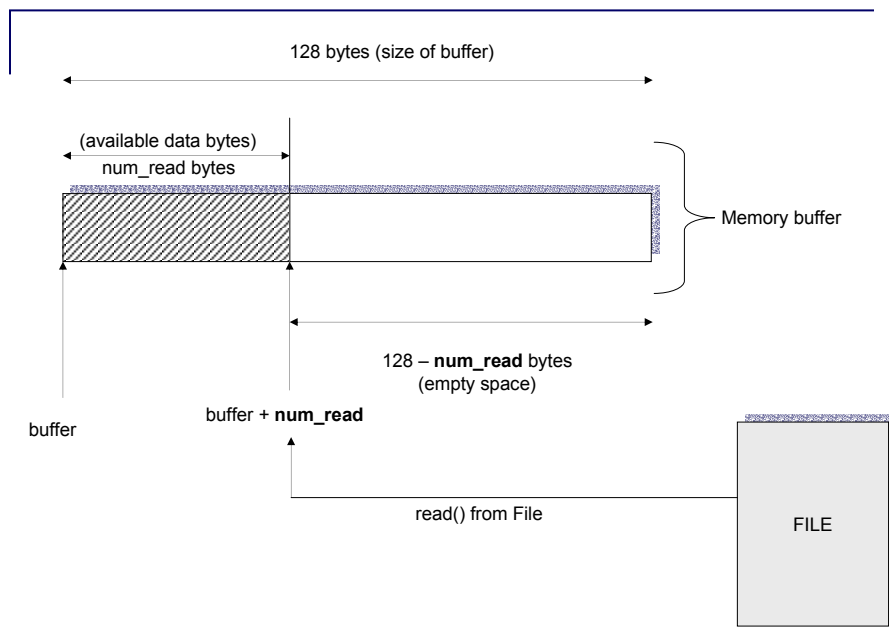 128 bytes (size of buffer)
(available data bytes)
num_read bytes
Memory buffer
128 – num_read bytes
(empty space)
buffer + num_read
buffer
read() from File
FILE